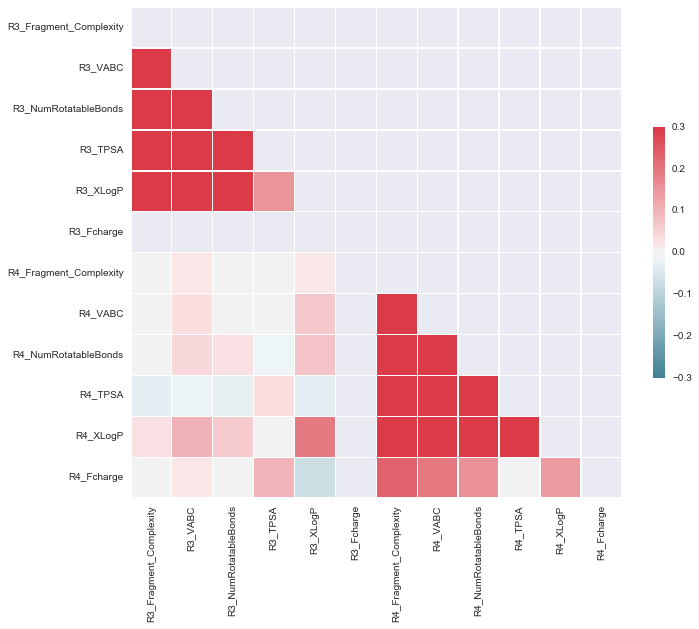 R3_Fragment_Complexity
R3_VABC
R3_NumRotatableBonds
R3_TPSA
R3_XLogP
R3_Fcharge
R4_Fragment_Complexity
R4_VABC
R4_NumRotatableBonds
R4_TPSA
R4_XLogP
R4_Fcharge
R3_Fragment_Complexity
R3_VABC
R3_NumRotatableBonds
R3_TPSA
R3_XLogP
R3_Fcharge
R4_Fragment_Complexity
R4_VABC
R4_NumRotatableBonds
R4_TPSA
R4_XLogP
R4_Fcharge
0.3
0.2
0.1
0.0
−0.1
−0.2
−0.3